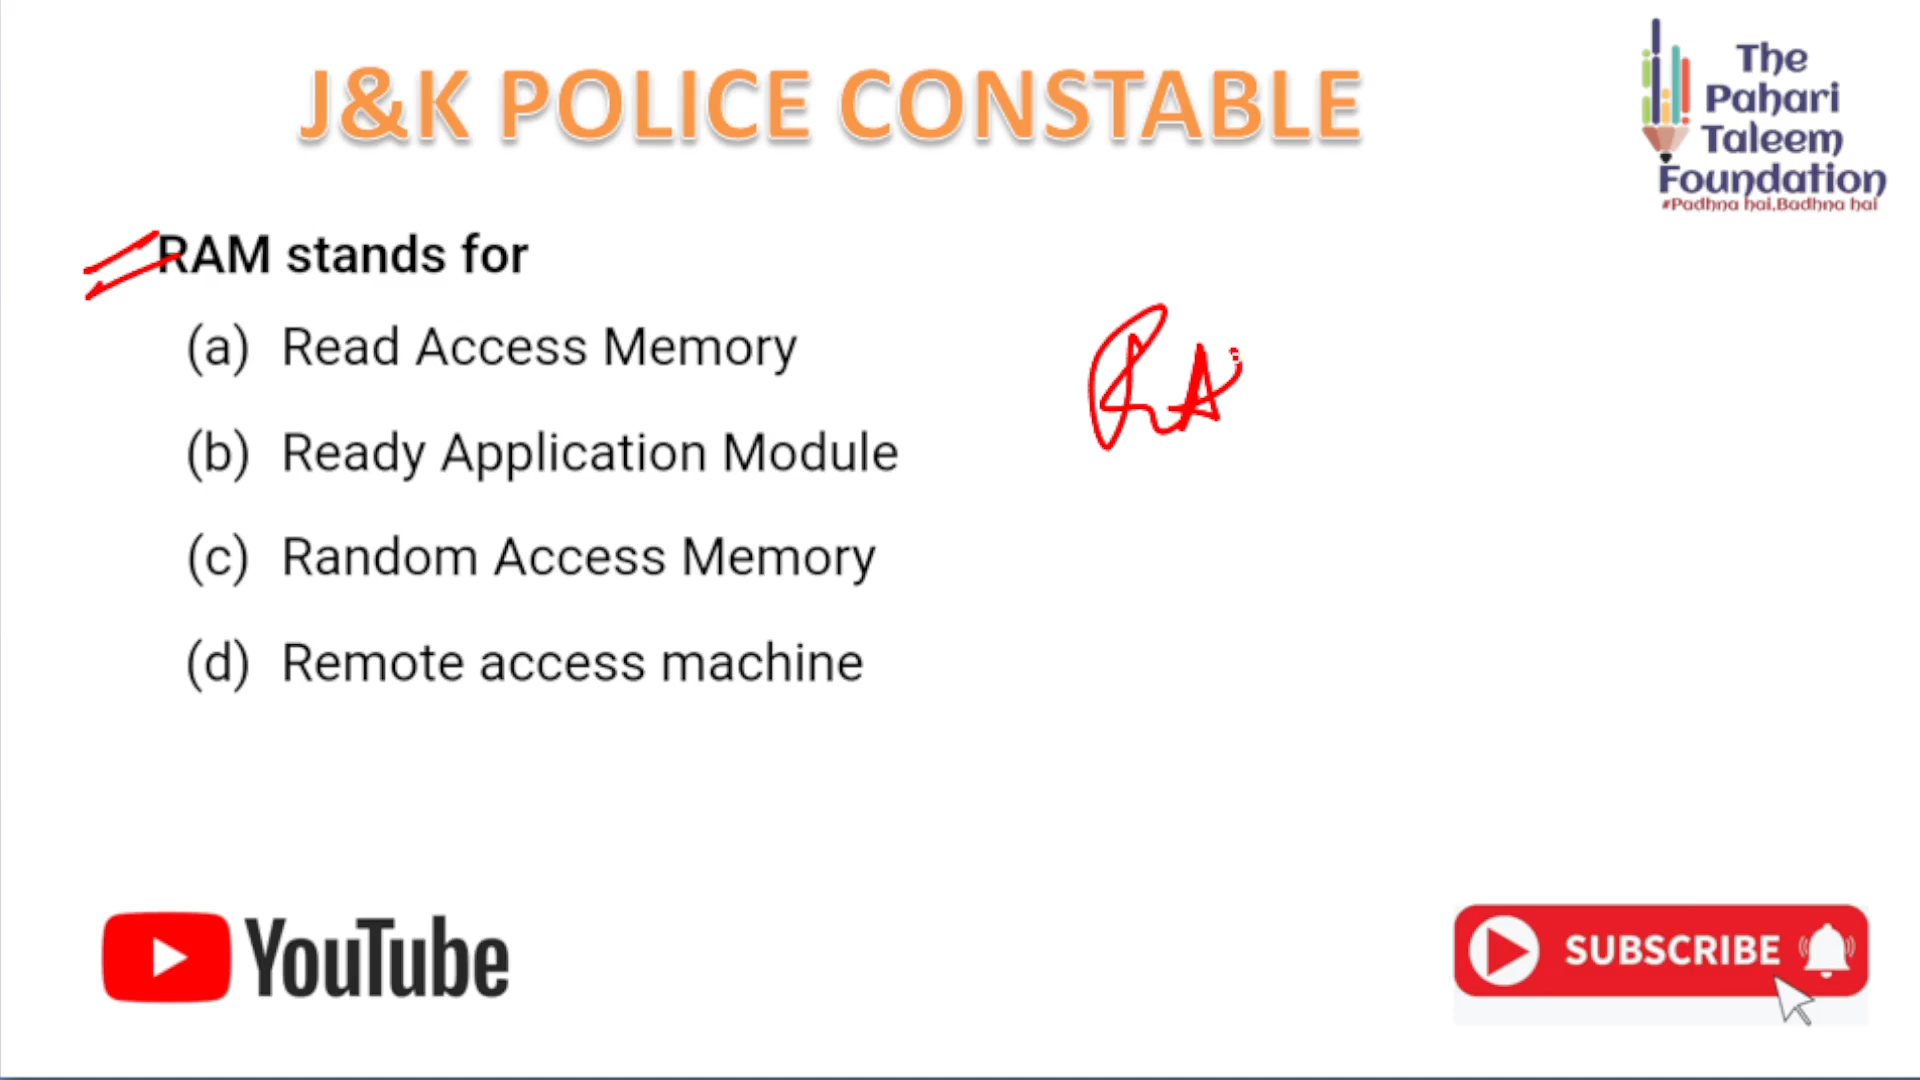 J&K POLICE CONSTABLE
The
Pahari
Taleem
Foundation
#Padhna hai,Badhna hai
RAM stands for
(a) Read Access Memory
(b) Ready Application Module
(c) Random Access Memory
(d) Remote access machine
RA
YouTube
SUBSCRIBE